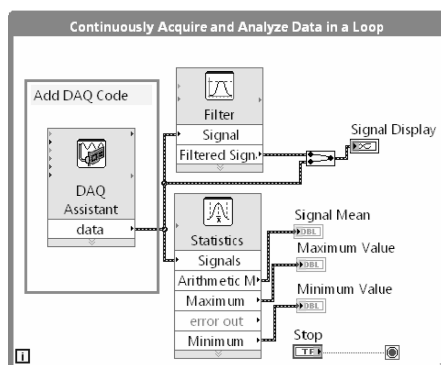 Continuously Acquire and Analyze Data in a Loop
Add DAQ Code
DAQ
Assistant
data
Filter
Signal
Filtered Sign
Signal Display
Statistics
Signals
Arithmetic M
Maximum
error out
Minimum
Signal Mean
DBL
Maximum Value
DBL
Minimum Value
DBL
Stop
TF
i